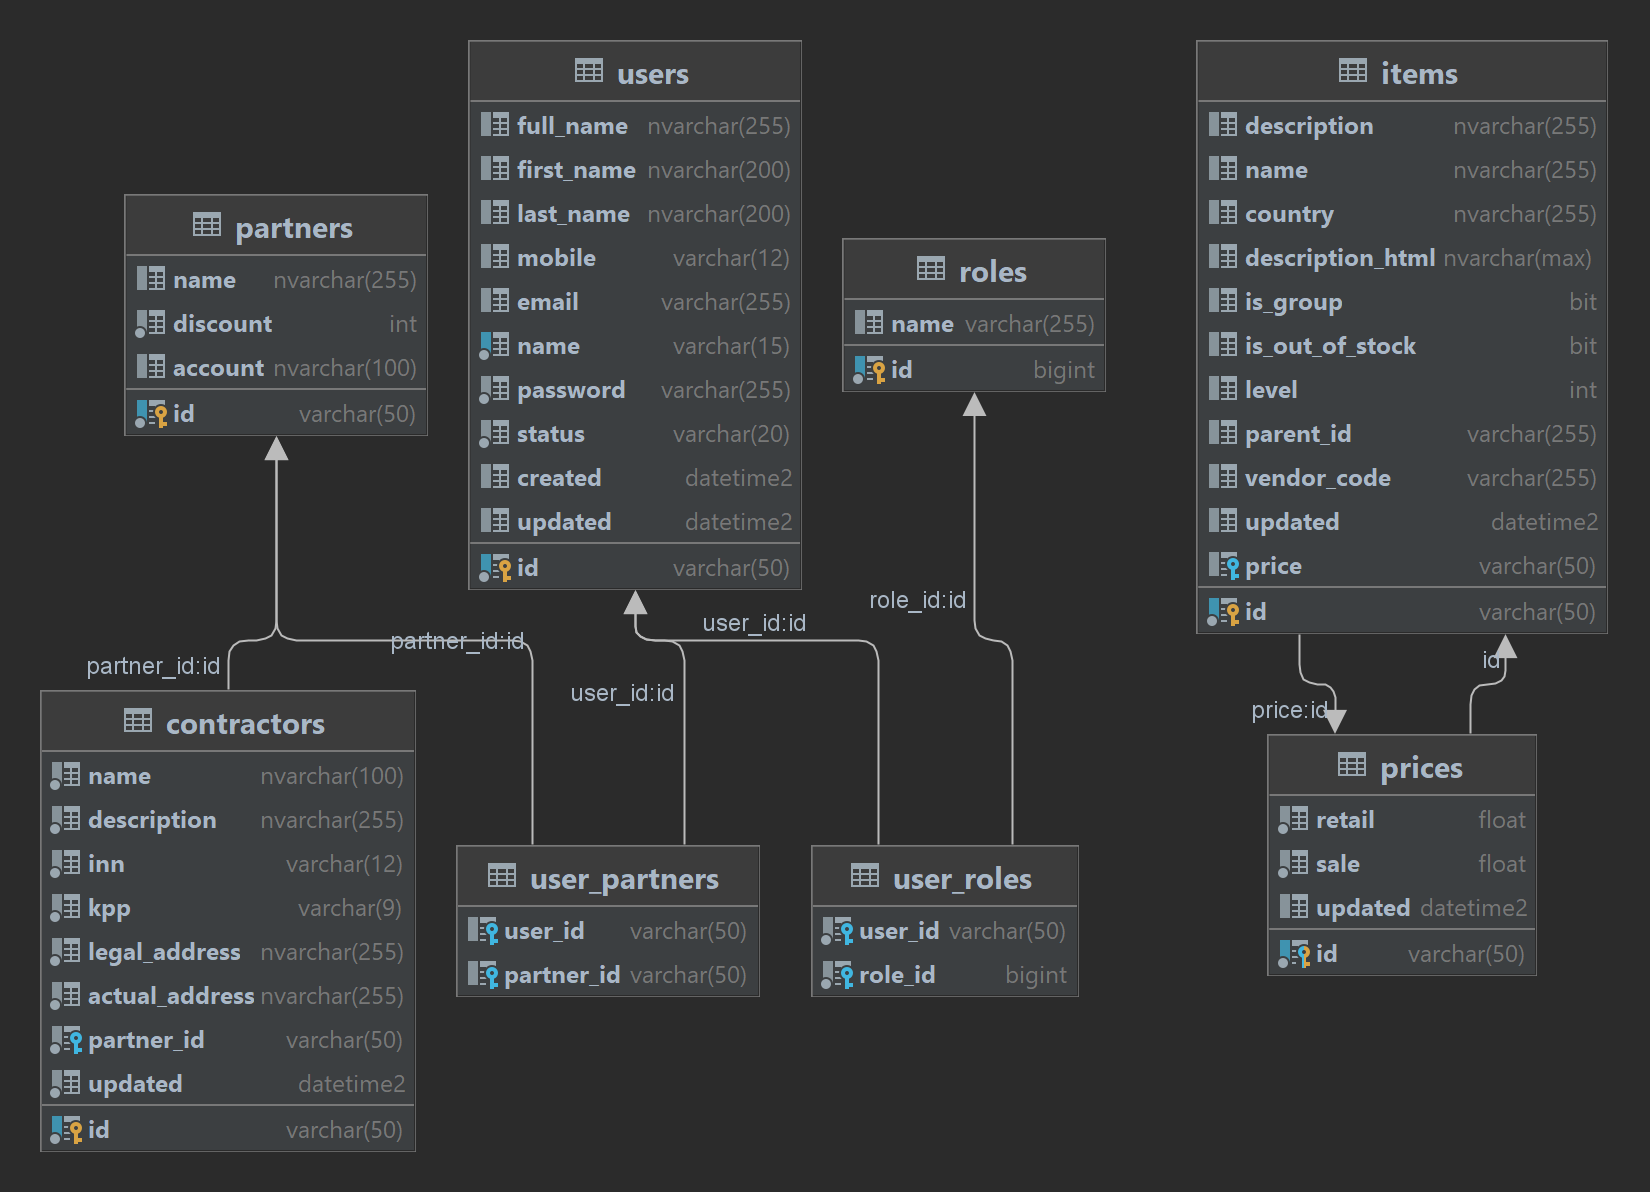 partners
name nvarchar(255)
discount int
account nvarchar(100)
id varchar(50)
users
full_name nvarchar(255)
first_name nvarchar(200)
last_name nvarchar(200)
mobile varchar(12)
email varchar(255)
name varchar(15)
password varchar(255)
status varchar(20)
created datetime2
updated datetime2
id varchar(50)
roles
name varchar(255)
id bigint
items
description nvarchar(255)
name nvarchar(255)
country nvarchar(255)
description_html nvarchar(max)
is_group bit
is_out_of_stock bit
level int
parent_id varchar(255)
vendor_code varchar(255)
updated datetime2
price varchar(50)
id varchar(50)
partner_id:id
partner_id:id
user_id:id
user_id:id
role_id:id
price:id
id
contractors
name nvarchar(100)
description nvarchar(255)
inn varchar(12)
kpp varchar(9)
legal_address nvarchar(255)
actual_address nvarchar(255)
partner_id varchar(50)
updated datetime2
id varchar(50)
user_partners
user_id varchar(50)
partner_id varchar(50)
user_roles
user_id varchar(50)
role_id bigint
prices
retail float
sale float
updated datetime2
id varchar(50)